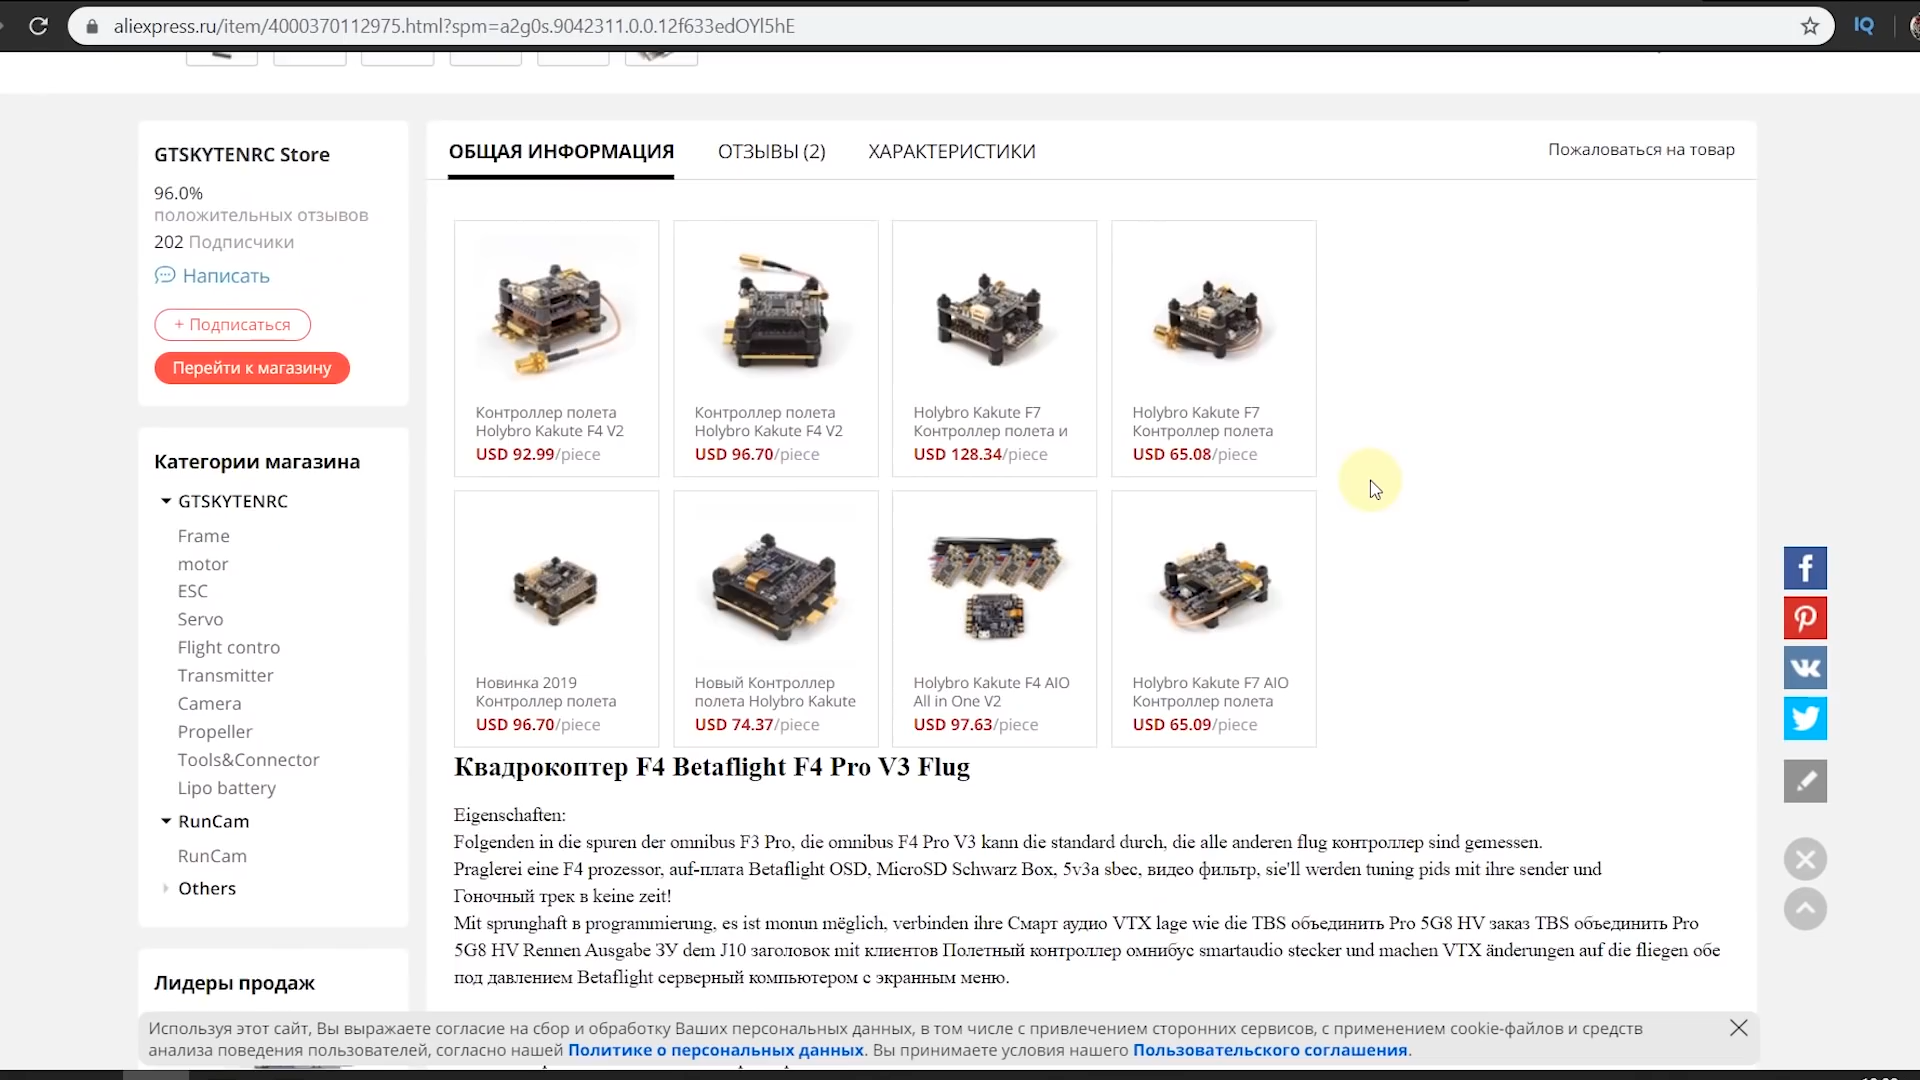 aliexpress.ru/item/4000370112975.html?spm=a2g0s.9042311.0.0.12f633edOYl5hE
IQ
GTSKYTENRC Store
96.0%
положительных отзывов
202 Подписчики
Написать
+ Подписаться
Перейти к магазину
Категории магазина
GTSKYTENRC
Frame
motor
ESC
Servo
Flight contro
Transmitter
Camera
Propeller
Tools&Connector
Lipo battery
RunCam
RunCam
Others
Лидеры продаж
ОБЩАЯ ИНФОРМАЦИЯ
ОТЗЫВЫ (2)
ХАРАКТЕРИСТИКИ
Пожаловаться на товар
Контроллер полета
Holybro Kakute F4 V2
USD 92.99/piece
Контроллер полета
Holybro Kakute F4 V2
USD 96.70/piece
Holybro Kakute F7
Контроллер полета и
USD 128.34/piece
Holybro Kakute F7
Контроллер полета
USD 65.08/piece
Новинка 2019
Контроллер полета
USD 96.70/piece
Новый Контроллер
полета Holybro Kakute
USD 74.37/piece
Holybro Kakute F4 AIO
All in One V2
USD 97.63/piece
Holybro Kakute F7 AIO
Контроллер полета
USD 65.09/piece
Квадрокоптер F4 Betaflight F4 Pro V3 Flug
Eigenschaften:
Folgenden in die spuren der omnibus F3 Pro, die omnibus F4 Pro V3 kann die standard durch, die alle anderen flug контроллер sind gemessen.
Praglerei eine F4 prozessor, auf-плата Betaflight OSD, MicroSD Schwarz Box, 5v3a sbec, видео фильтр, sie'll werden tuning pids mit ihre sender und
Гоночный трек в keine zeit!
Mit sprunghaft в programmierung, es ist monun mëglich, verbinden ihre Смарт аудио VTX lage wie die TBS объединить Pro 5G8 HV заказ TBS объединить Pro
5G8 HV Rennen Ausgabe ЗУ dem J10 заголовок mit клиентов Полетный контроллер омнибус smartaudio stecker und machen VTX änderungen auf die fliegen обе
под давлением Betaflight серверный компьютером с экранным меню.
Используя этот сайт, Вы выражаете согласие на сбор и обработку Ваших персональных данных, в том числе с привлечением сторонних сервисов, с применением cookie-файлов и средств
анализа поведения пользователей, согласно нашей Политике о персональных данных. Вы принимаете условия нашего Пользовательского соглашения.